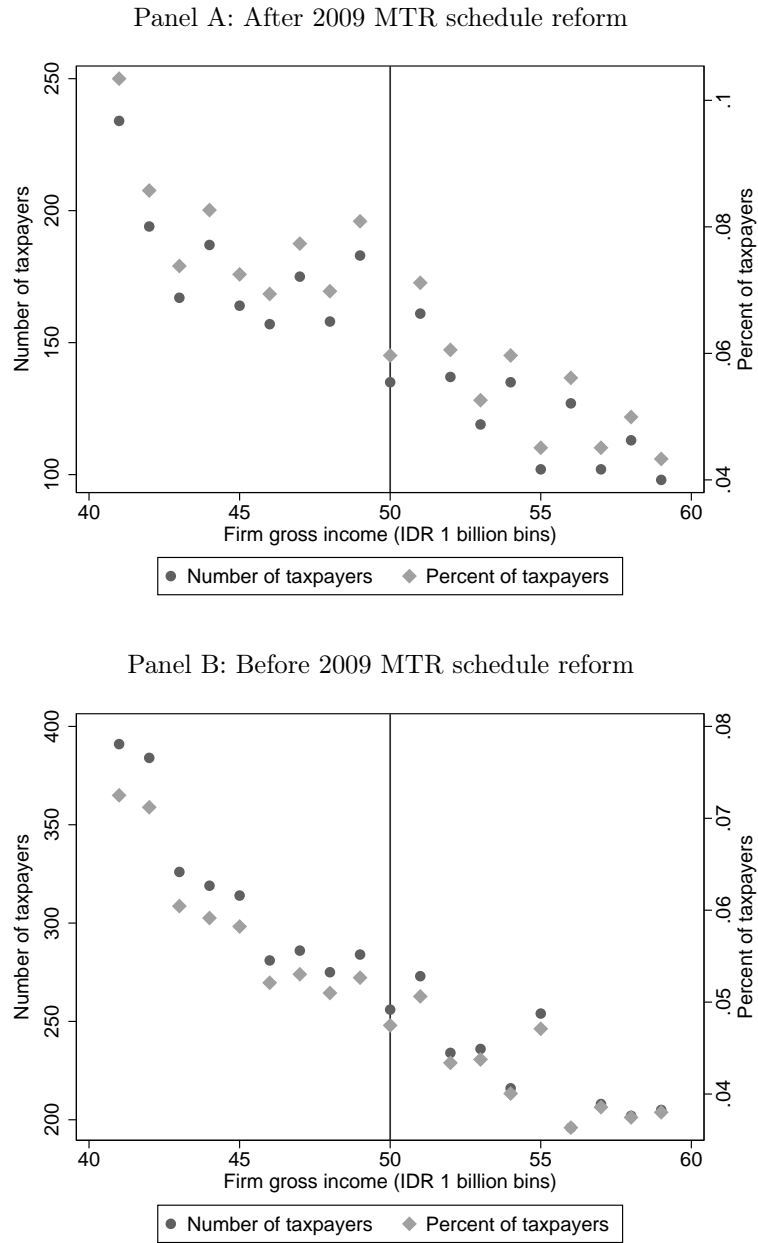 Panel A: After 2009 MTR schedule reform
250
200
150
100
Number of taxpayers
.1
.08
.06
.04
Percent of taxpayers
40 45 50 55 60
Firm gross income (IDR 1 billion bins)
Number of taxpayers Percent of taxpayers
Panel B: Before 2009 MTR schedule reform
400
350
300
250
200
Number of taxpayers
.08
.07
.06
.05
.04
Percent of taxpayers
40 45 50 55 60
Firm gross income (IDR 1 billion bins)
Number of taxpayers Percent of taxpayers